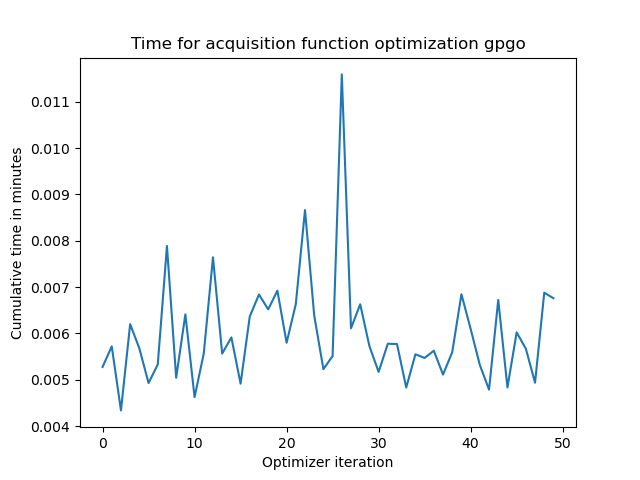 Time for acquisition function optimization gpgo
Cumulative time in minutes
0.011
0.010
0.009
0.008
0.007
0.006
0.005
0.004
0 10 20 30 40 50
Optimizer iteration